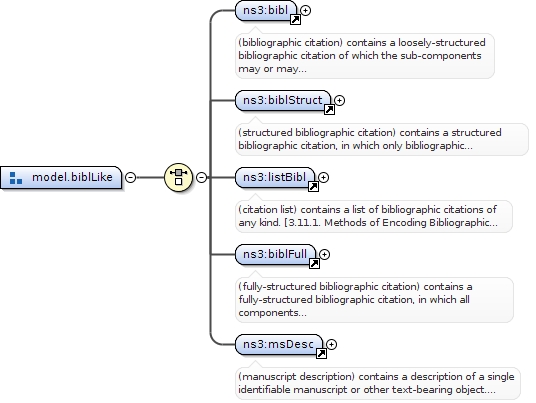 ns3:bibl
(bibliographic citation) contains a loosely-structured
bibliographic citation of which the sub-components
may or may...
ns3:biblStruct
(structured bibliographic citation) contains a structured
bibliographic citation, in which only bibliographic...
model.biblLike
ns3:listBibl
(citation list) contains a list of bibliographic citations of
any kind. [3.11.1. Methods of Encoding Bibliographic...
ns3:biblFull
(fully-structured bibliographic citation) contains a
fully-structured bibliographic citation, in which all
components...
ns3:msDesc
(manuscript description) contains a description of a single
identifiable manuscript or other text-bearing object....